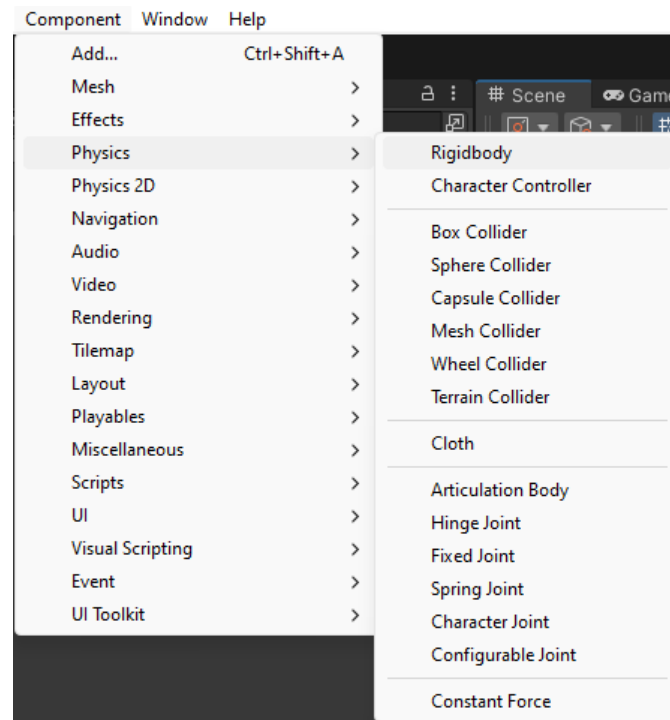 Component Window Help
Add... Ctrl+Shift+A
Mesh
Effects
Physics
Physics 2D
Navigation
Audio
Video
Rendering
Tilemap
Layout
Playables
Miscellaneous
Scripts
UI
Visual Scripting
Event
UI Toolkit
# Scene Gam
Rigidbody
Character Controller
Box Collider
Sphere Collider
Capsule Collider
Mesh Collider
Wheel Collider
Terrain Collider
Cloth
Articulation Body
Hinge Joint
Fixed Joint
Spring Joint
Character Joint
Configurable Joint
Constant Force